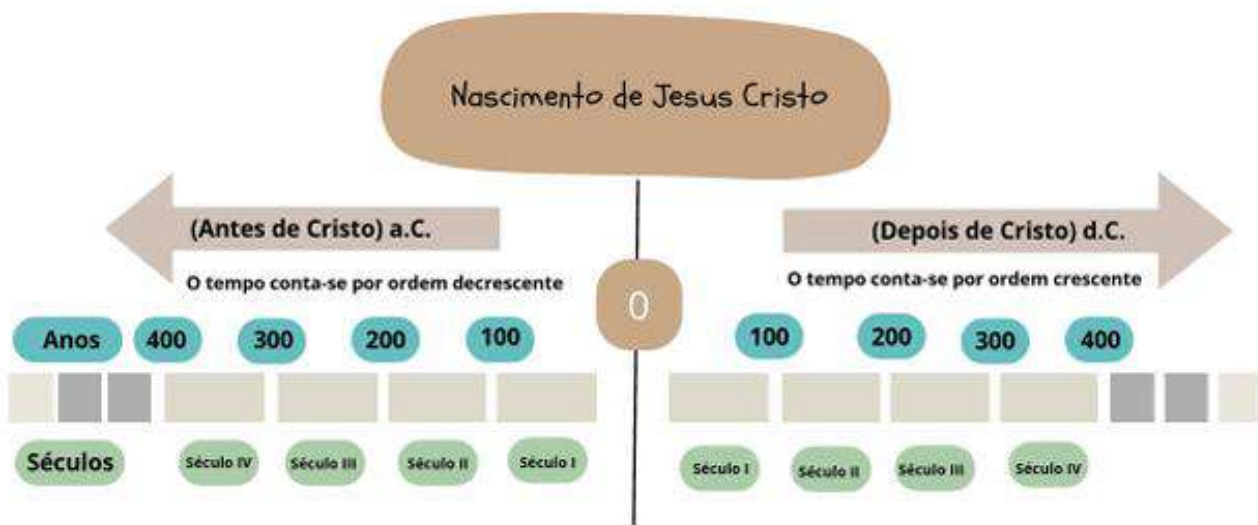 Nascimento de Jesus Cristo
(Antes de Cristo) a.C.
(Depois de Cristo) d.C.
O tempo conta-se por ordem decrescente
O tempo conta-se por ordem crescente
0
Anos 400 300 200 100
100 200 300 400
Séculos Século IV Século III Século II Século I
Século I Século II Século III Século IV